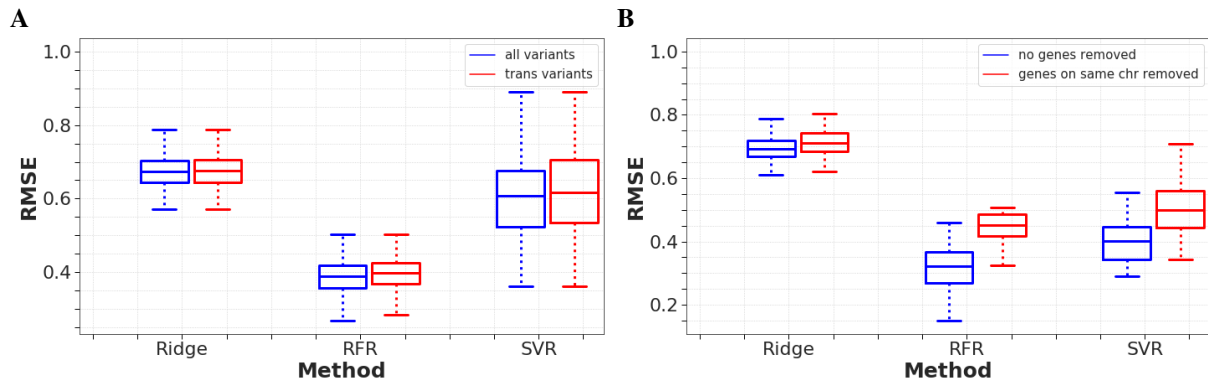 A
RMSE
1.0
0.8
0.6
0.4
all variants
trans variants
Ridge
RFR
SVR
Method
B
RMSE
1.0
0.8
0.6
0.4
0.2
no genes removed
genes on same chr removed
Ridge
RFR
SVR
Method